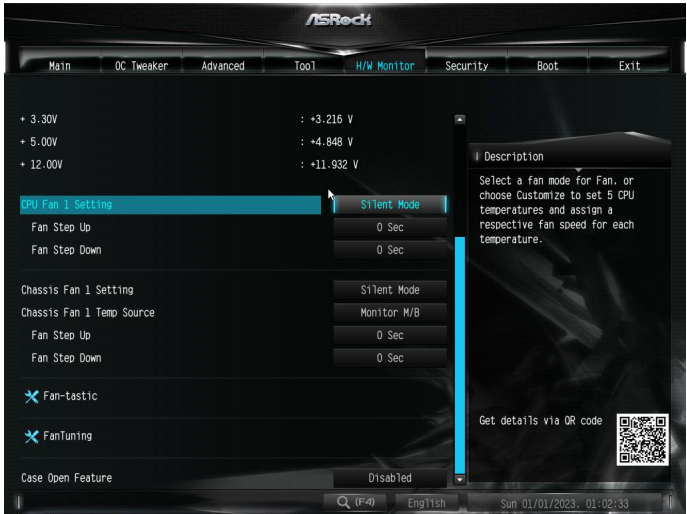 ASRock
Main OC Tweaker Advanced Tool H/W Monitor Security Boot Exit
+ 3.30V : +3.216 V
+ 5.00V : +4.848 V
+ 12.00V : +11.932 V
CPU Fan 1 Setting Silent Mode
Fan Step Up 0 Sec
Fan Step Down 0 Sec
Chassis Fan 1 Setting Silent Mode
Chassis Fan 1 Temp Source Monitor M/B
Fan Step Up 0 Sec
Fan Step Down 0 Sec
Fan-tastic
FanTuning
Case Open Feature Disabled
Description
Select a fan mode for Fan. or
choose Customize to set 5 CPU
temperatures and assign a
respective fan speed for each
temperature.
Get details via QR code
(F4) English Sun 01/01/2023. 01:02:33